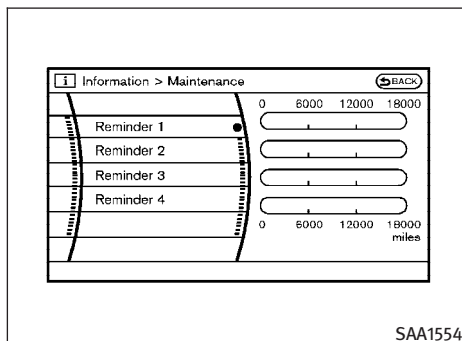 i Information > Maintenance BACK
0 6000 12000 18000
Reminder 1
Reminder 2
Reminder 3
Reminder 4
0 6000 12000 18000
miles
SAA1554